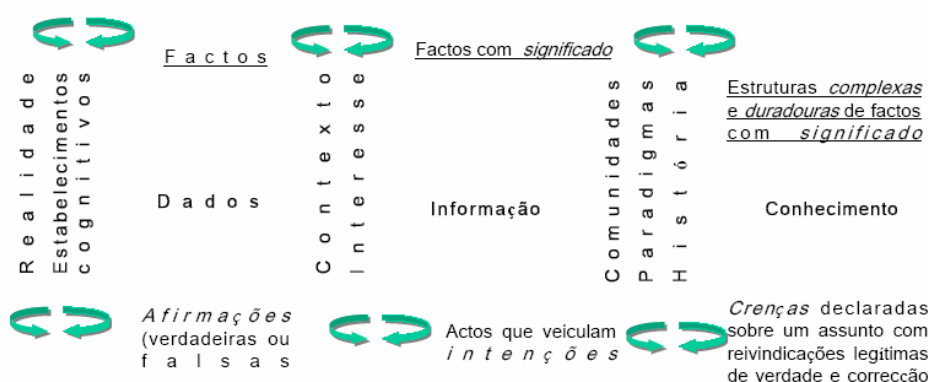 Realidade
Estabelecimentos
cognitivos
Factos
Dados
Afirmações
(verdadeiras ou
falsas
Contexto
Interesse
Factos com significado
Informação
Actos que veiculam
intenções
Comunidades
Paradigmas
História
Estruturas complexas
e duradouras de factos
com significado
Conhecimento
Crenças declaradas
sobre um assunto com
reivindicações legítimas
de verdade e correcção